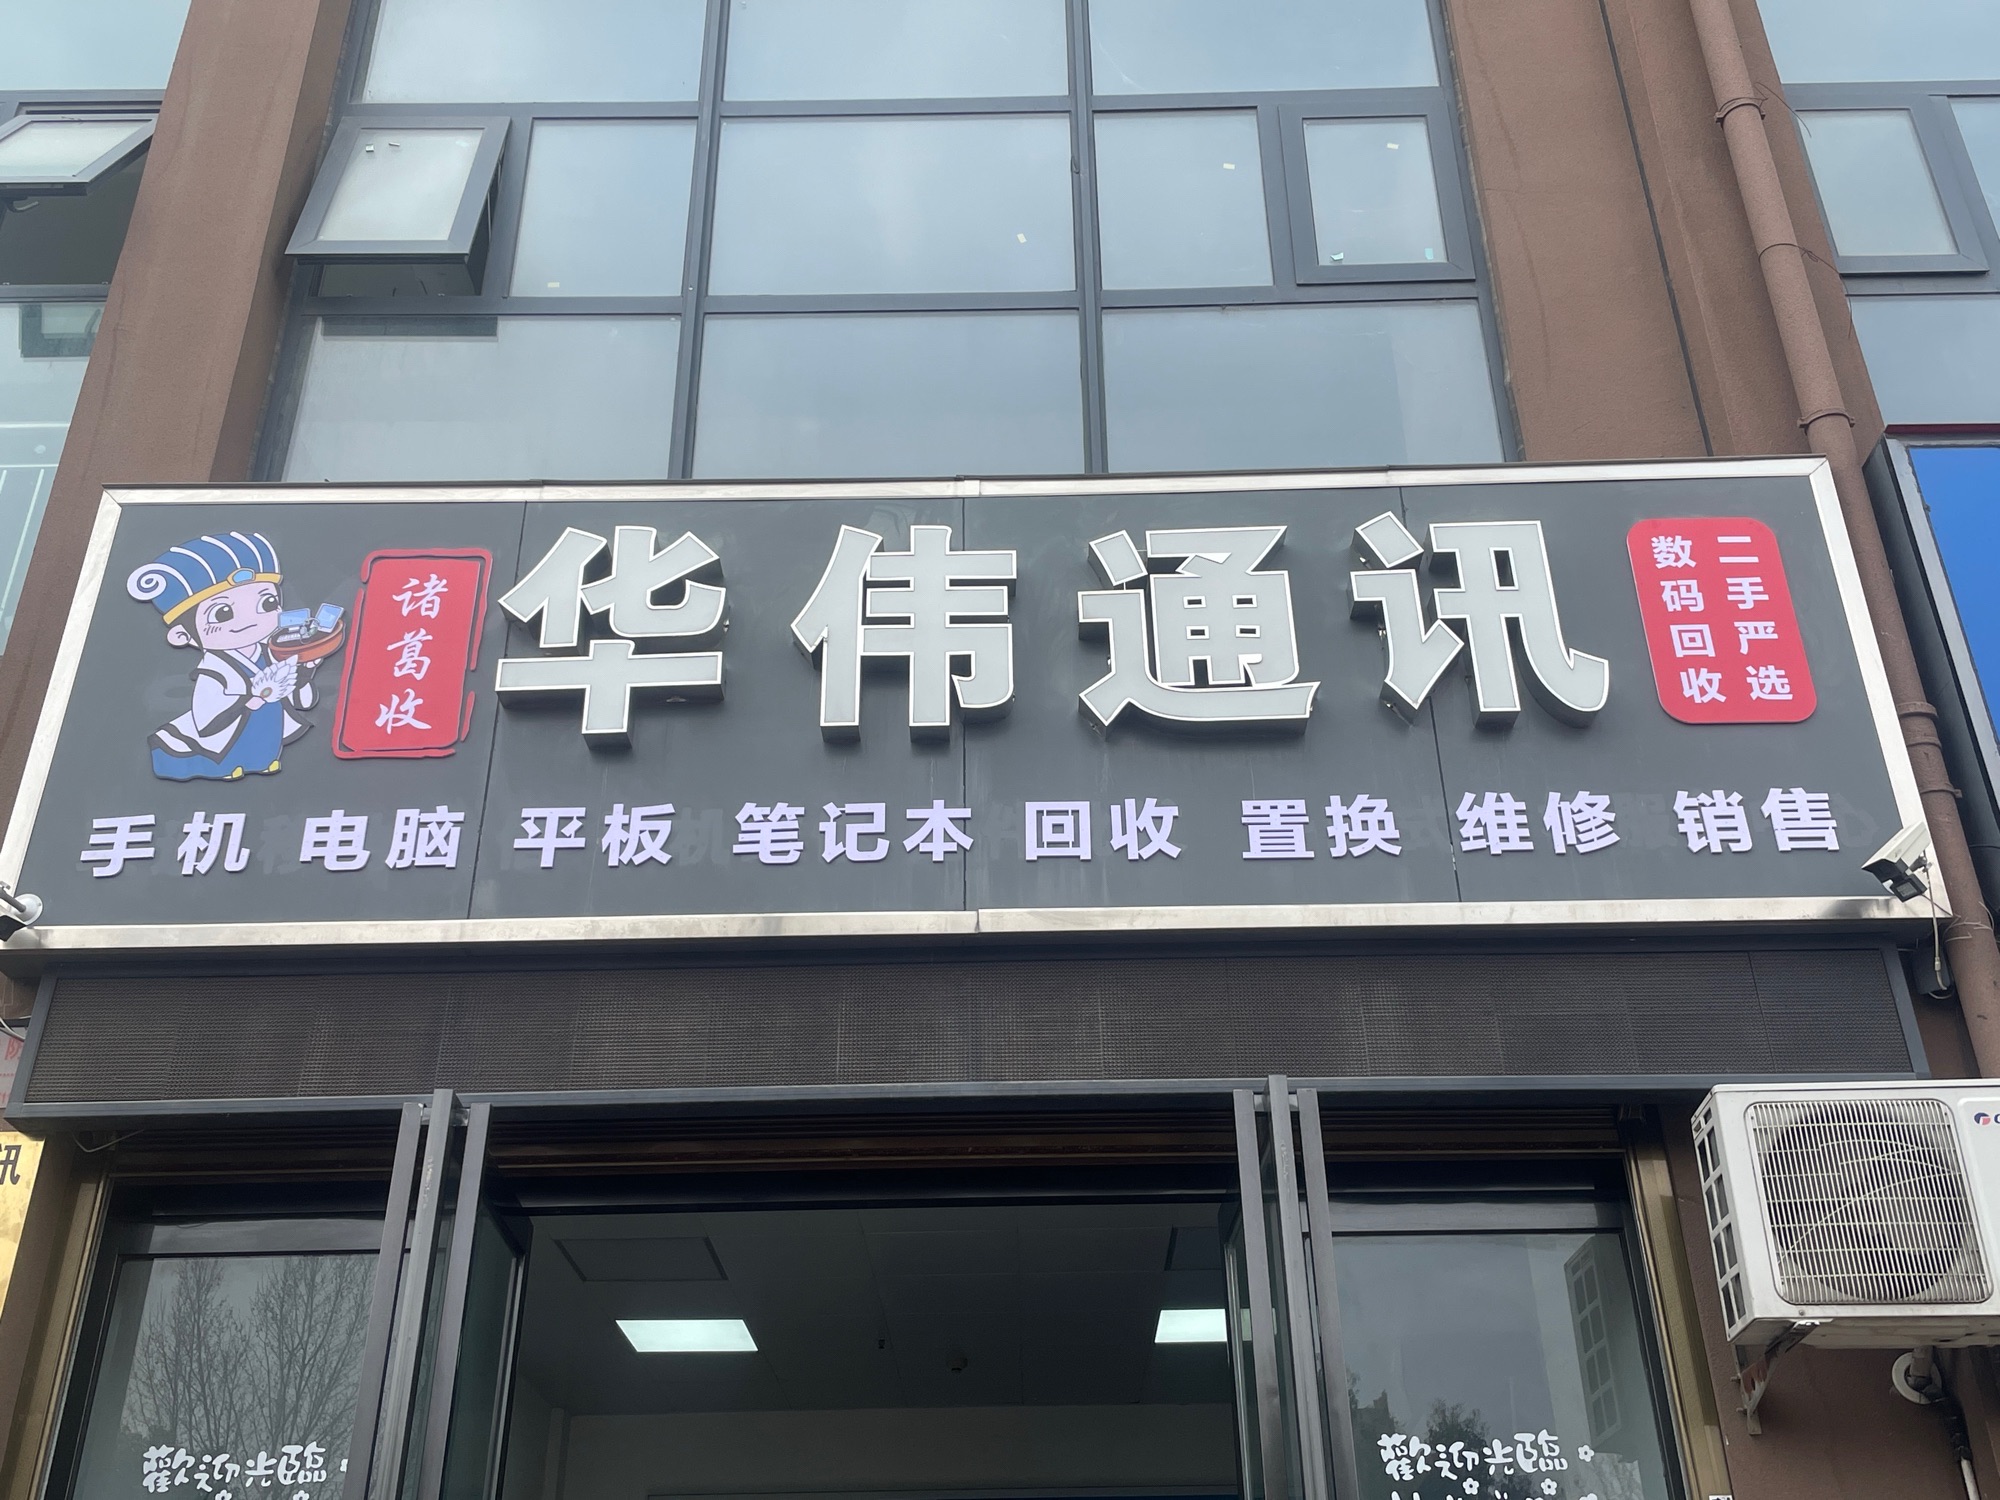 诸葛收
华伟通讯
二手严选
数码回收
手机 电脑 平板 笔记本 回收 置换 维修 销售
讯
歡迎光臨
歡迎光臨